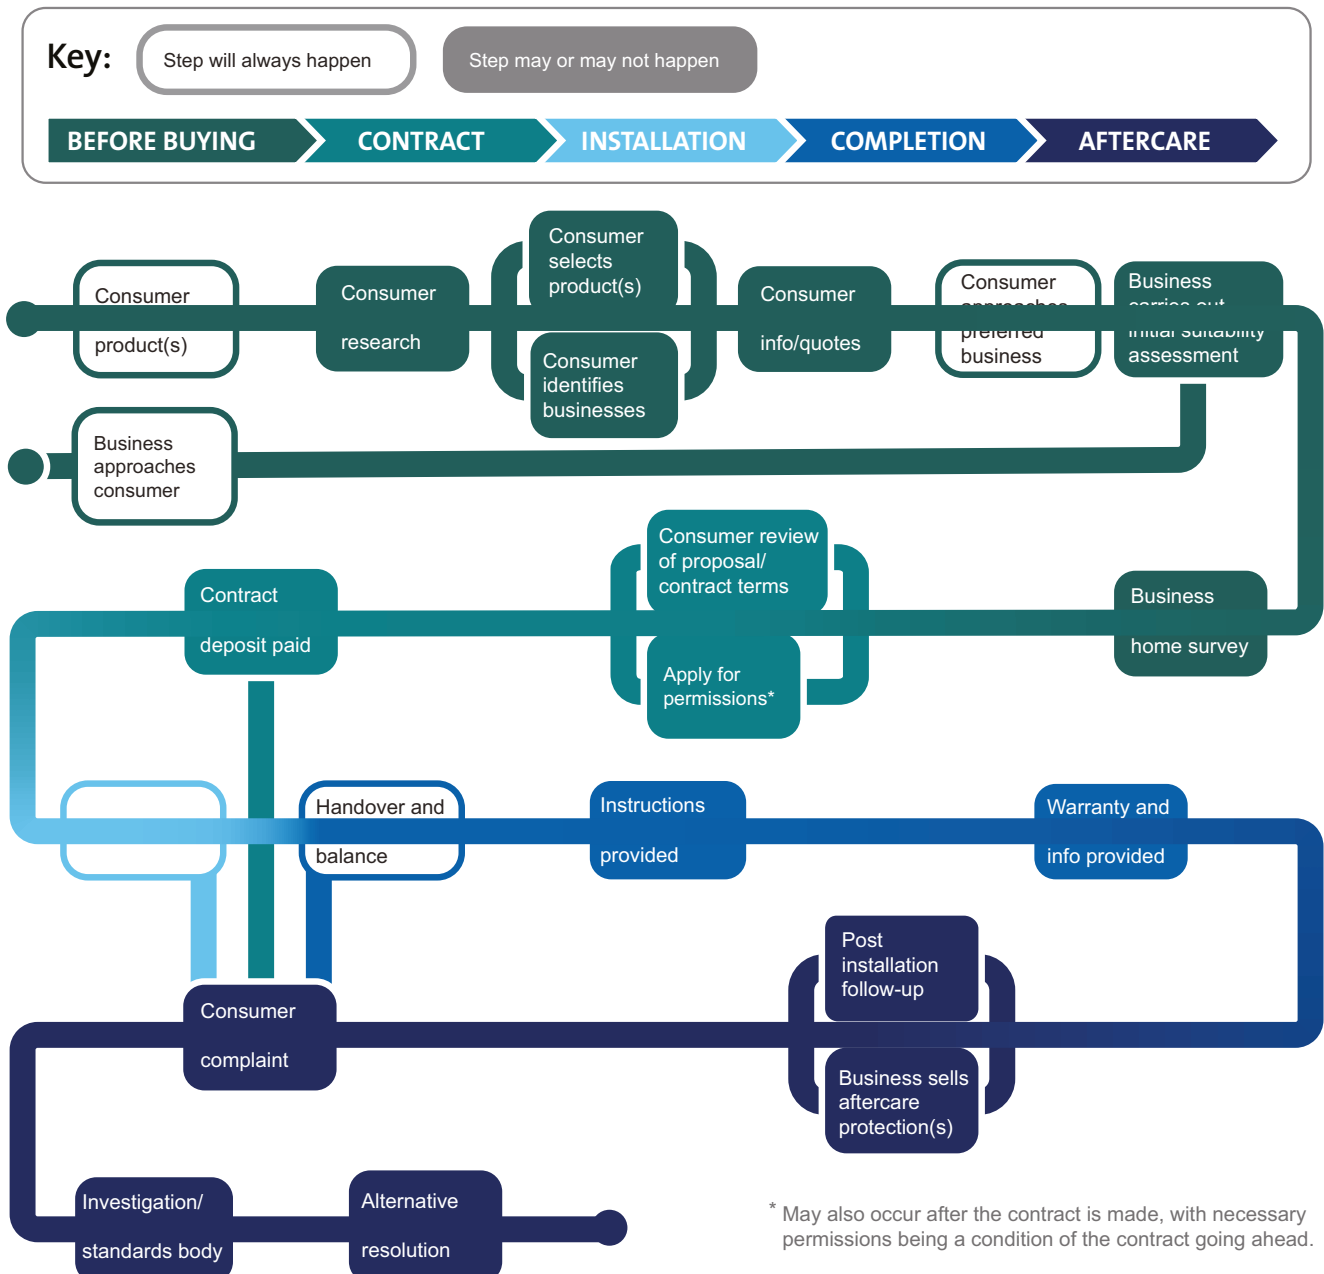 Key:
Step will always happen
Step may or may not happen
BEFORE BUYING
CONTRACT
INSTALLATION
COMPLETION
AFTERCARE
Consumer
product(s)
Consumer
research
Consumer
selects
product(s)
Consumer
identifies
businesses
Consumer
info/quotes
Consumer
approaches
preferred
business
Business
carries out
initial suitability
assessment
Business
approaches
consumer
Contract
deposit paid
Consumer review
of proposal/
contract terms
Apply for
permissions*
Business
home survey
Handover and
balance
Instructions
provided
Warranty and
info provided
Consumer
complaint
Post
installation
follow-up
Business sells
aftercare
protection(s)
Investigation/
standards body
Alternative
resolution
* May also occur after the contract is made, with necessary
permissions being a condition of the contract going ahead.